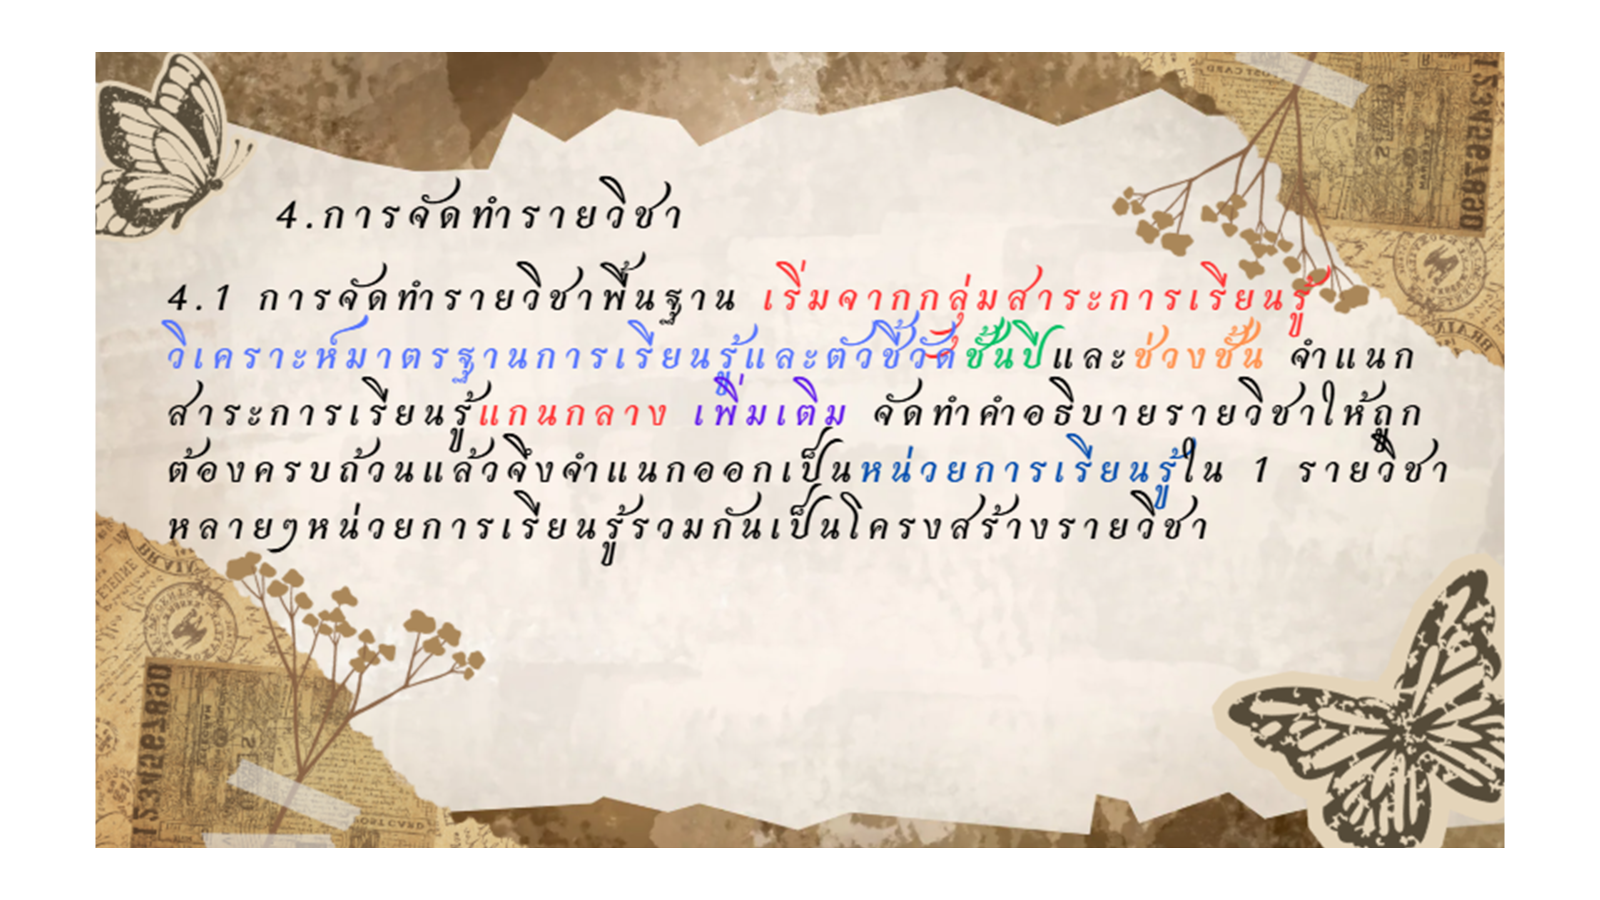 4.การจัดทำรายวิชา
4.1 การจัดทำรายวิชาพื้นฐาน เริ่มจากกลุ่มสาระการเรียนรู้
วิเคราะห์มาตรฐานการเรียนรู้และตัวชี้วัดชั้นปีและช่วงชั้น จำแนก
สาระการเรียนรู้แกนกลาง เพิ่มเติม จัดทำคำอธิบายรายวิชาให้ถูก
ต้องครบถ้วนแล้วจึงจำแนกออกเป็นหน่วยการเรียนรู้ใน 1 รายวิชา
หลายๆหน่วยการเรียนรู้รวมกันเป็นโครงสร้างรายวิชา